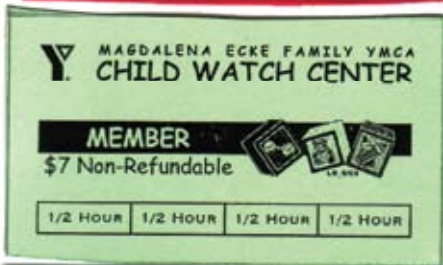 Y
MAGDALENA ECKE FAMILY YMCA
CHILD WATCH CENTER
MEMBER
$7 Non-Refundable
1/2 HOUR 1/2 HOUR 1/2 HOUR 1/2 HOUR